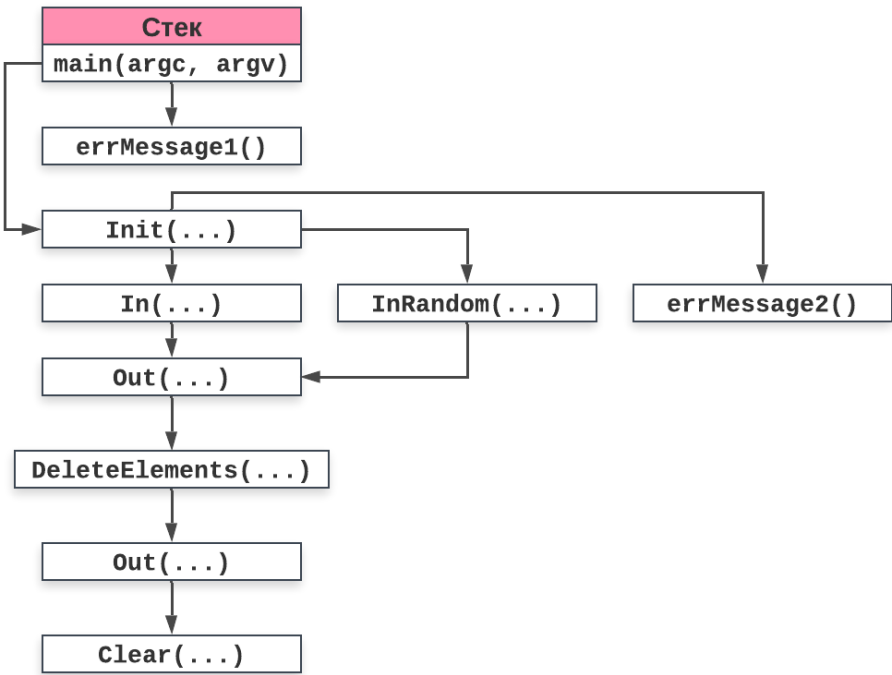 Стек
main(argc, argv)
errMessage1()
Init(...)
In(...)
InRandom(...)
errMessage2()
Out(...)
DeleteElements(...)
Out(...)
Clear(...)